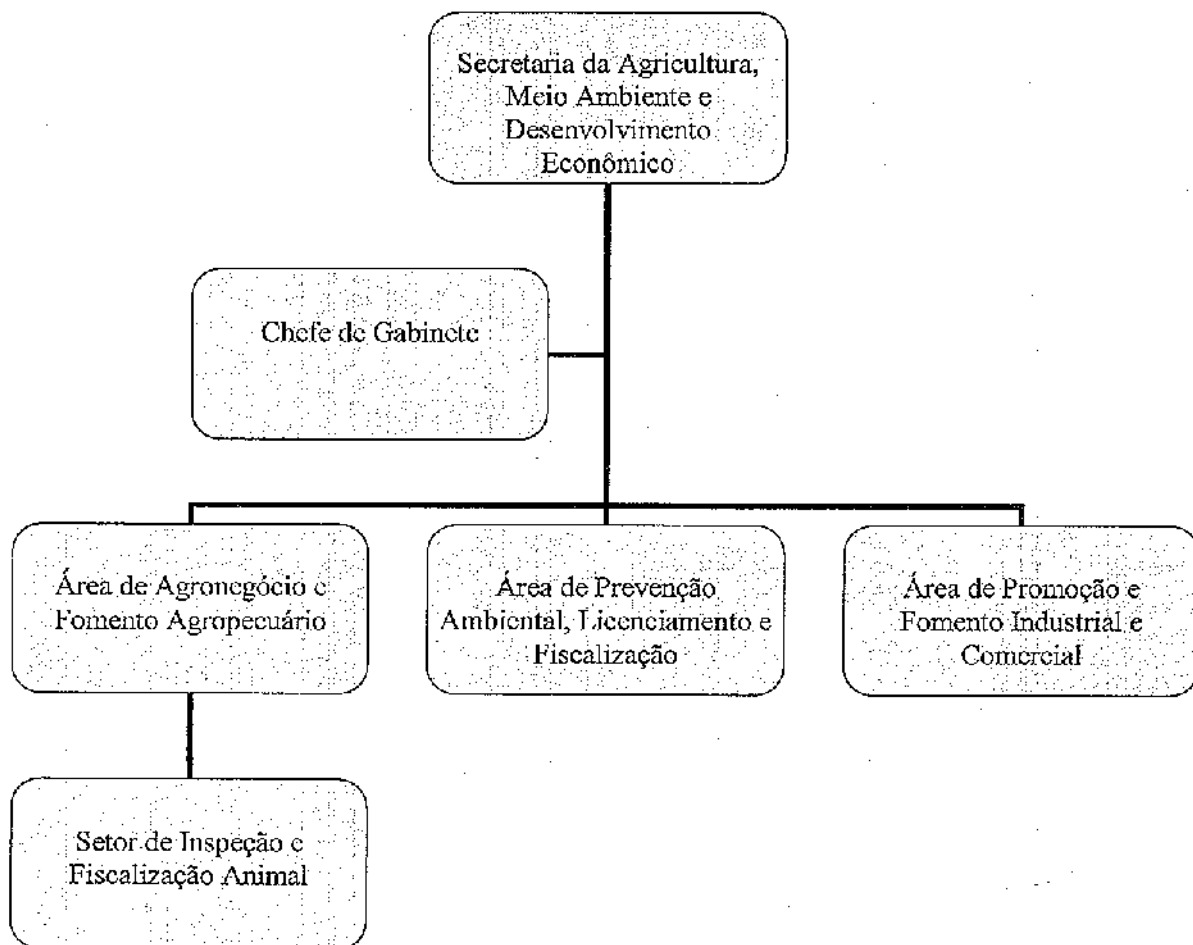 Secretaria da Agricultura,
Meio Ambiente e
Desenvolvimento
Econômico
Chefe de Gabinete
Área de Agronegócio e
Fomento Agropecuário
Área de Prevenção
Ambiental, Licenciamento e
Fiscalização
Área de Promoção e
Fomento Industrial e
Comercial
Setor de Inspeção e
Fiscalização Animal